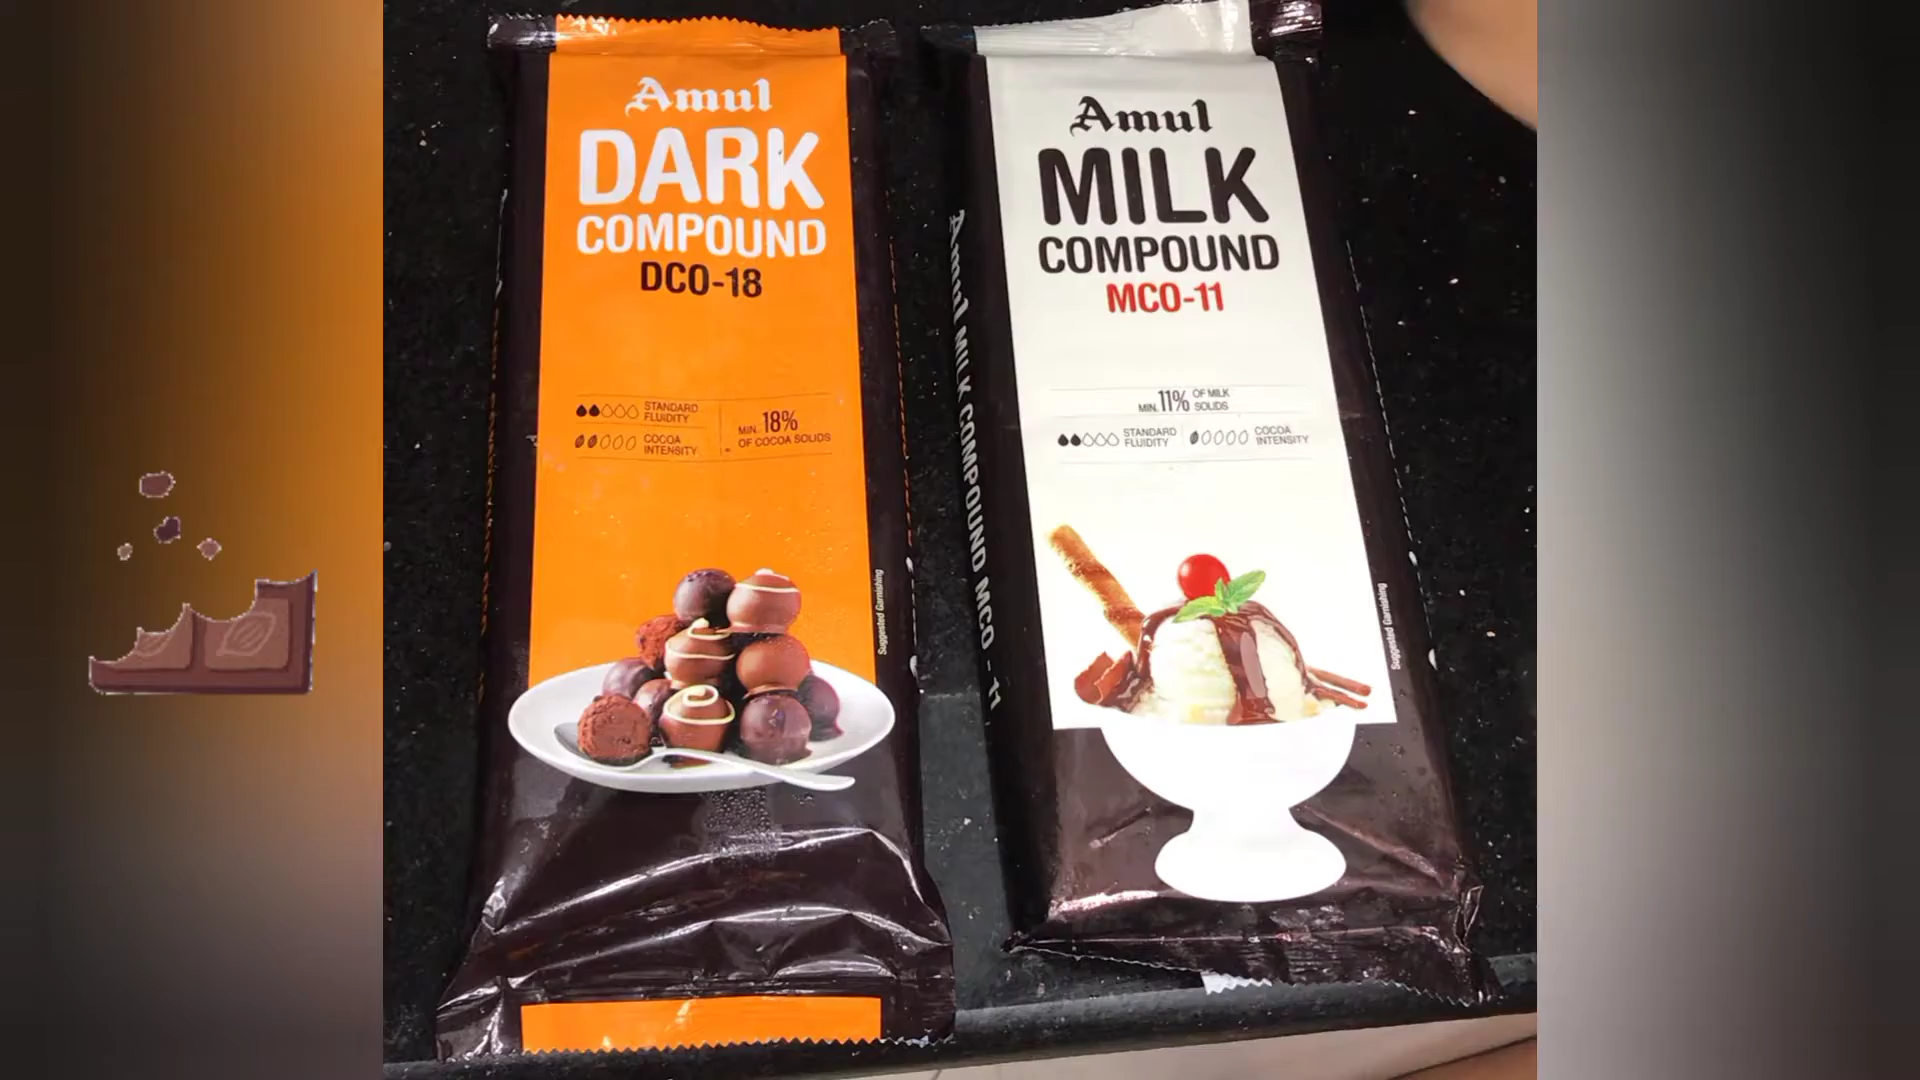 Amul
DARK
COMPOUND
DCO-18
STANDARD
FLUIDITY
COCOA
INTENSITY
MIN. 18%
OF COCOA SOLIDS
Suggested Garnishing
Amul MILK COMPOUND MCO - 11
Amul
MILK
COMPOUND
MCO-11
MIN. 11% OF MILK
SOLIDS
STANDARD
FLUIDITY
COCOA
INTENSITY
Suggested Garnishing